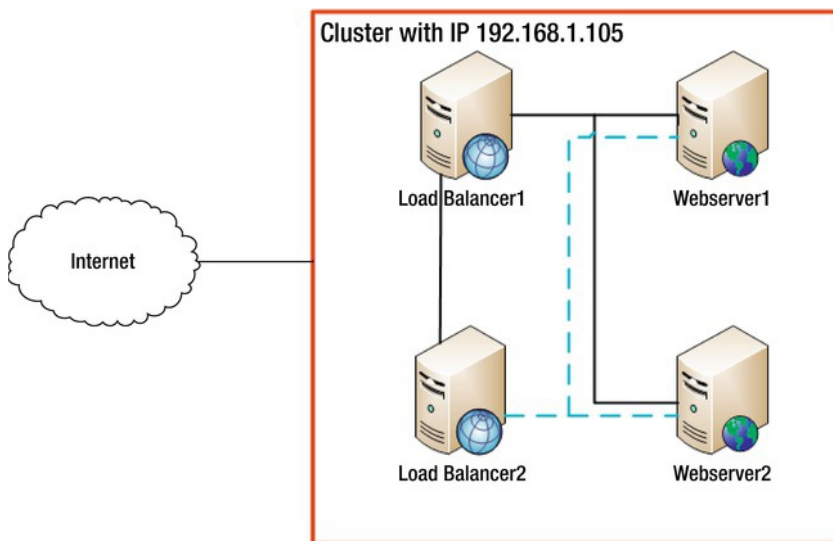 Cluster with IP 192.168.1.105
Load Balancer1
Webserver1
Internet
Load Balancer2
Webserver2